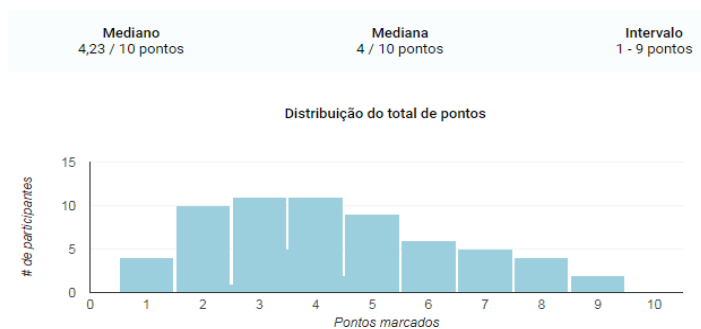 Mediano
4,23 / 10 pontos
Mediana
4 / 10 pontos
Intervalo
1 - 9 pontos
Distribuição do total de pontos
# de participantes
15
10
5
0
0 1 2 3 4 5 6 7 8 9 10
Pontos marcados